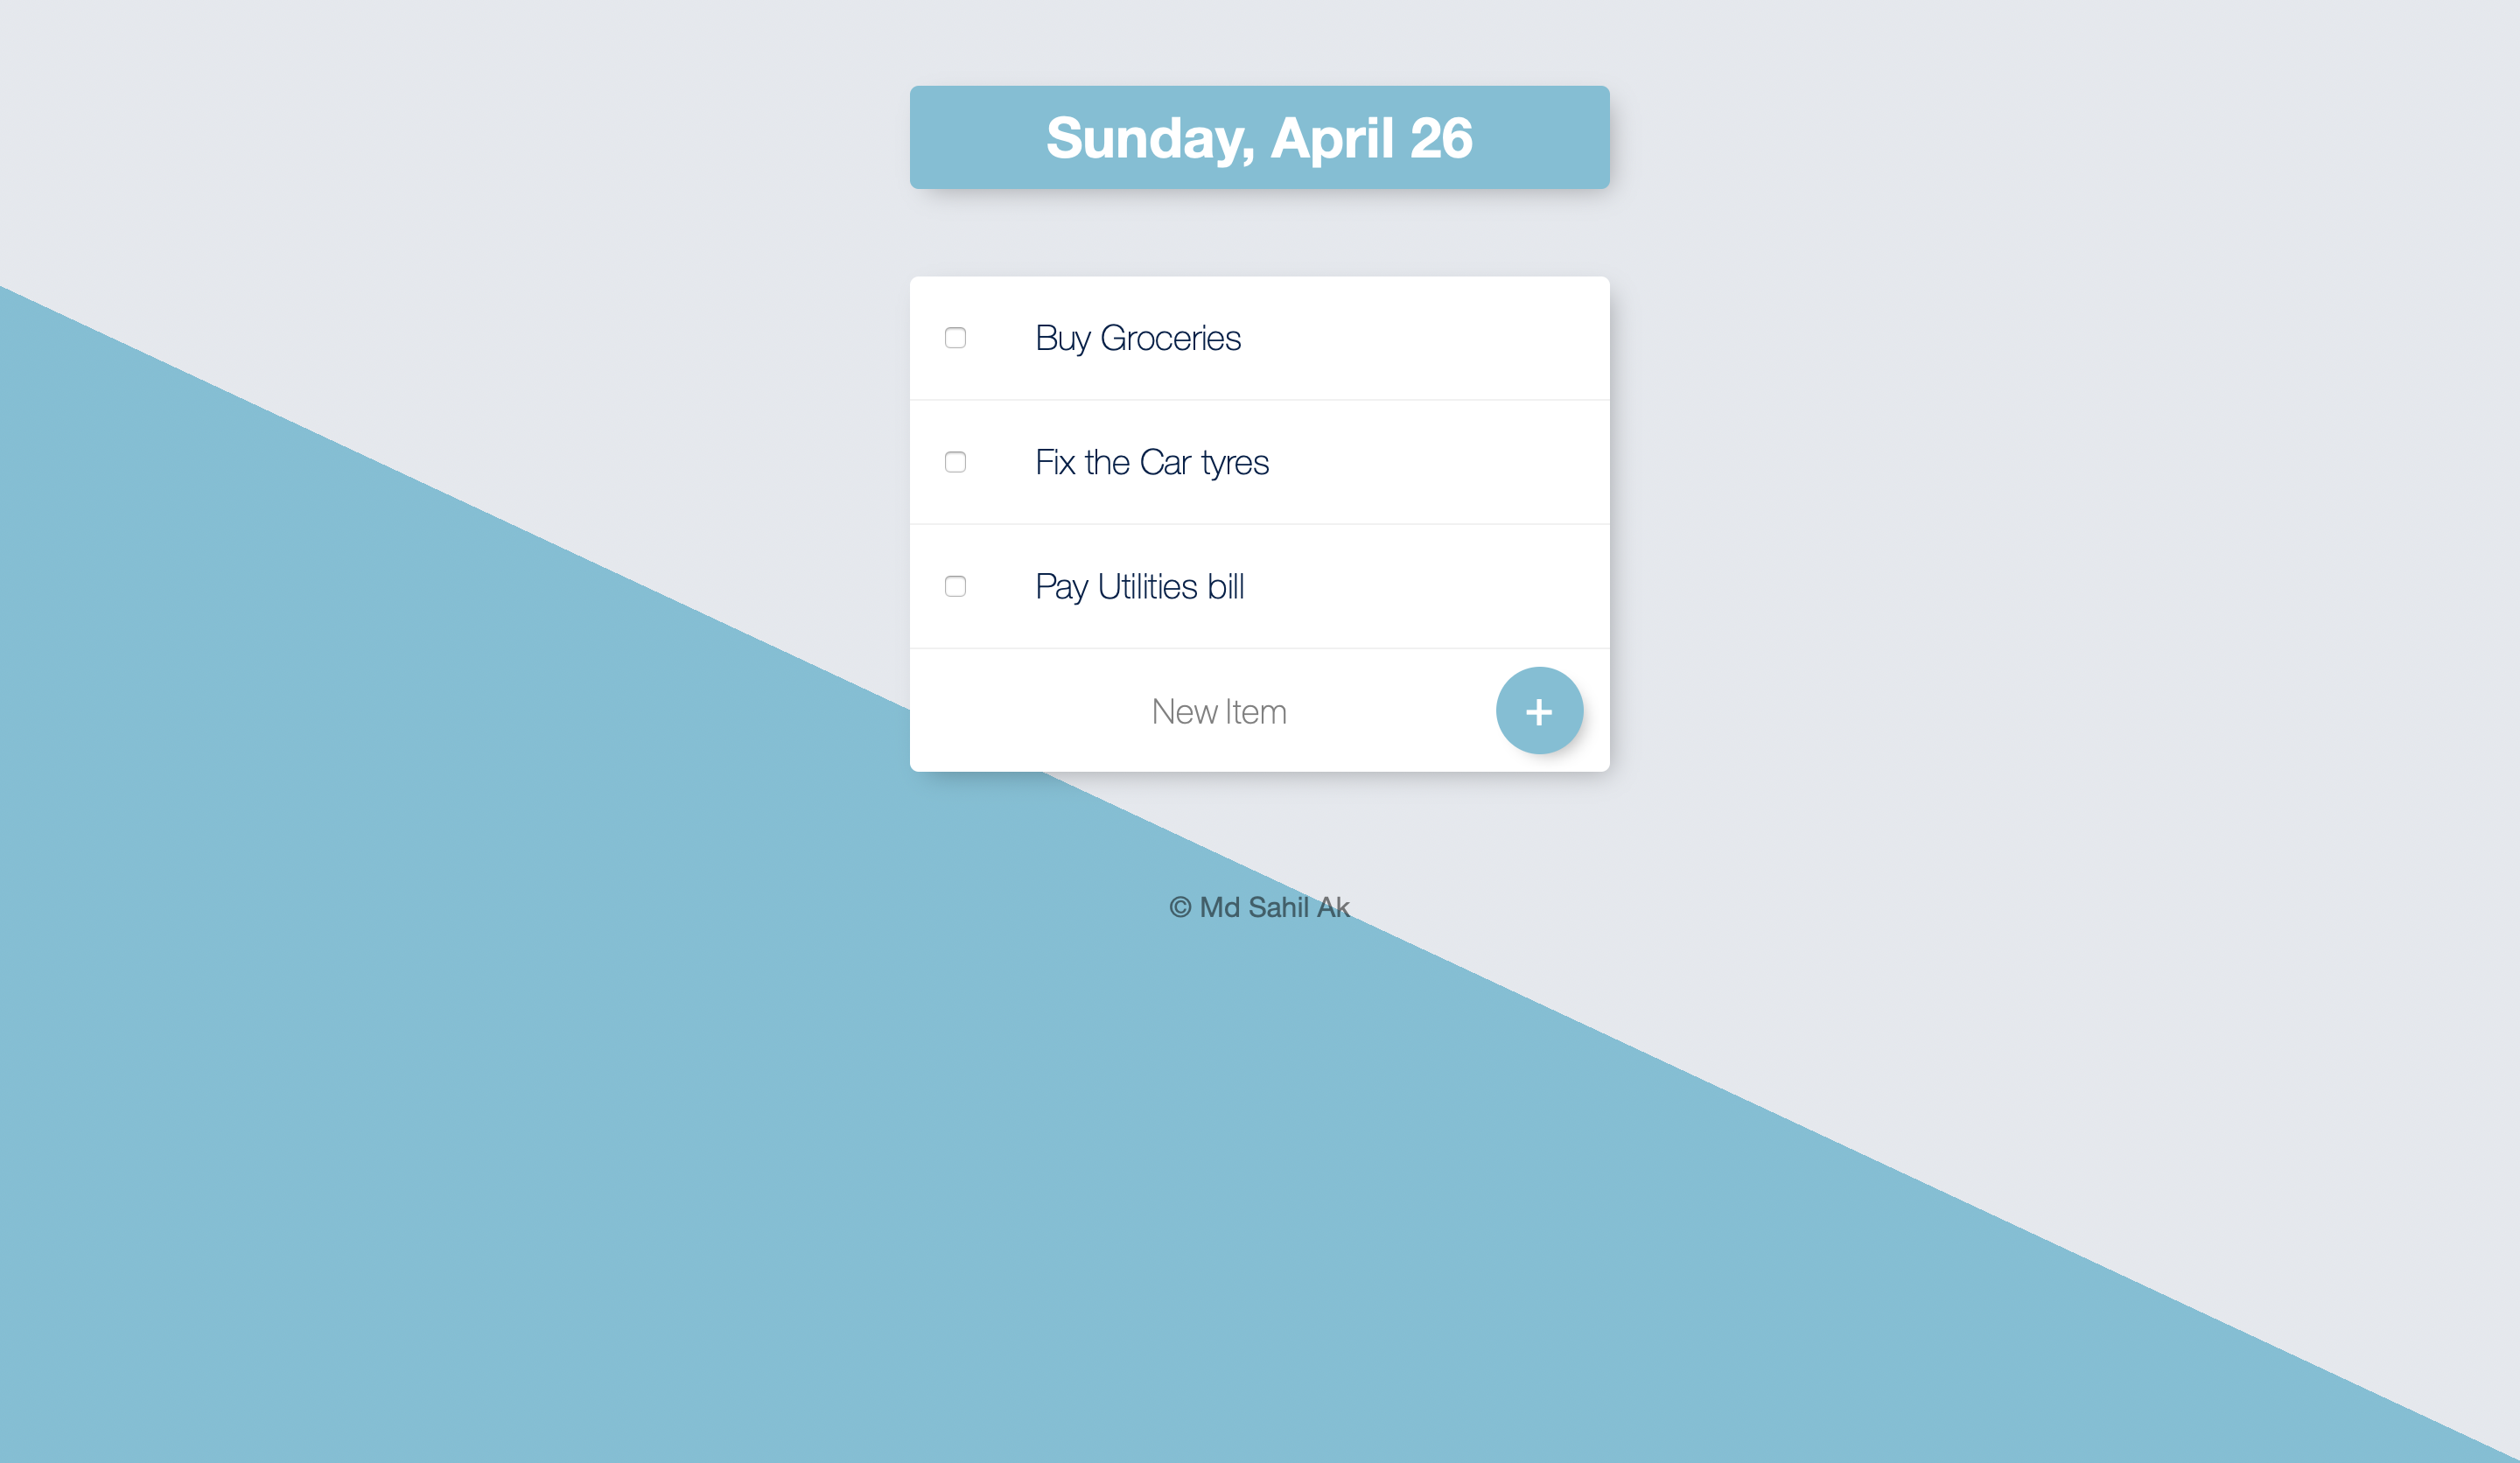 Sunday, April 26
Buy Groceries
Fix the Car tyres
Pay Utilities bill
New Item +
© Md Sahil Ak